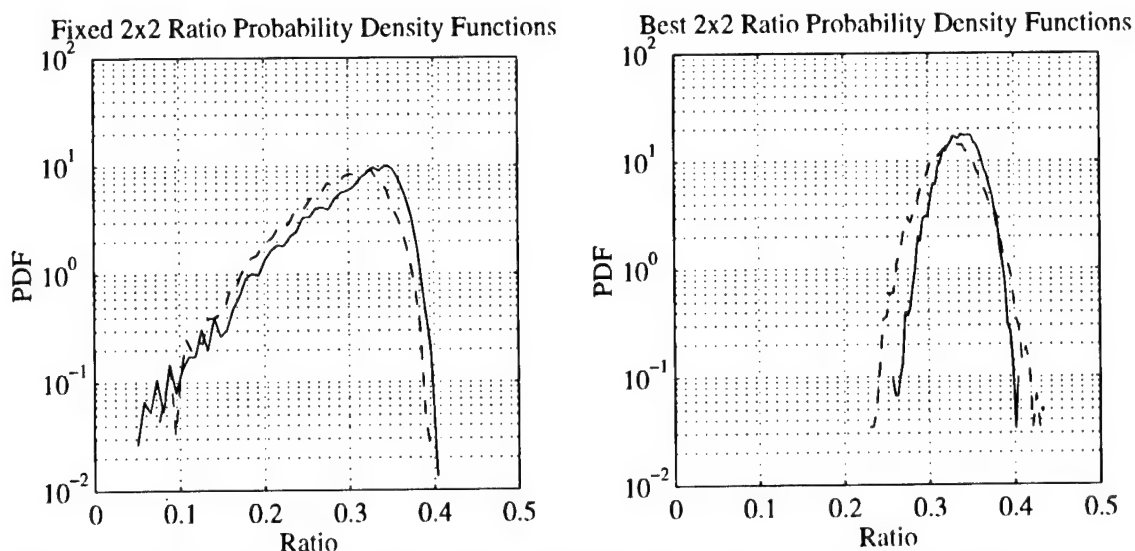 Fixed 2x2 Ratio Probability Density Functions
10^2
10^1
10^0
10^-1
10^-2
PDF
0 0.1 0.2 0.3 0.4 0.5
Ratio
Best 2x2 Ratio Probability Density Functions
10^2
10^1
10^0
10^-1
10^-2
PDF
0 0.1 0.2 0.3 0.4 0.5
Ratio